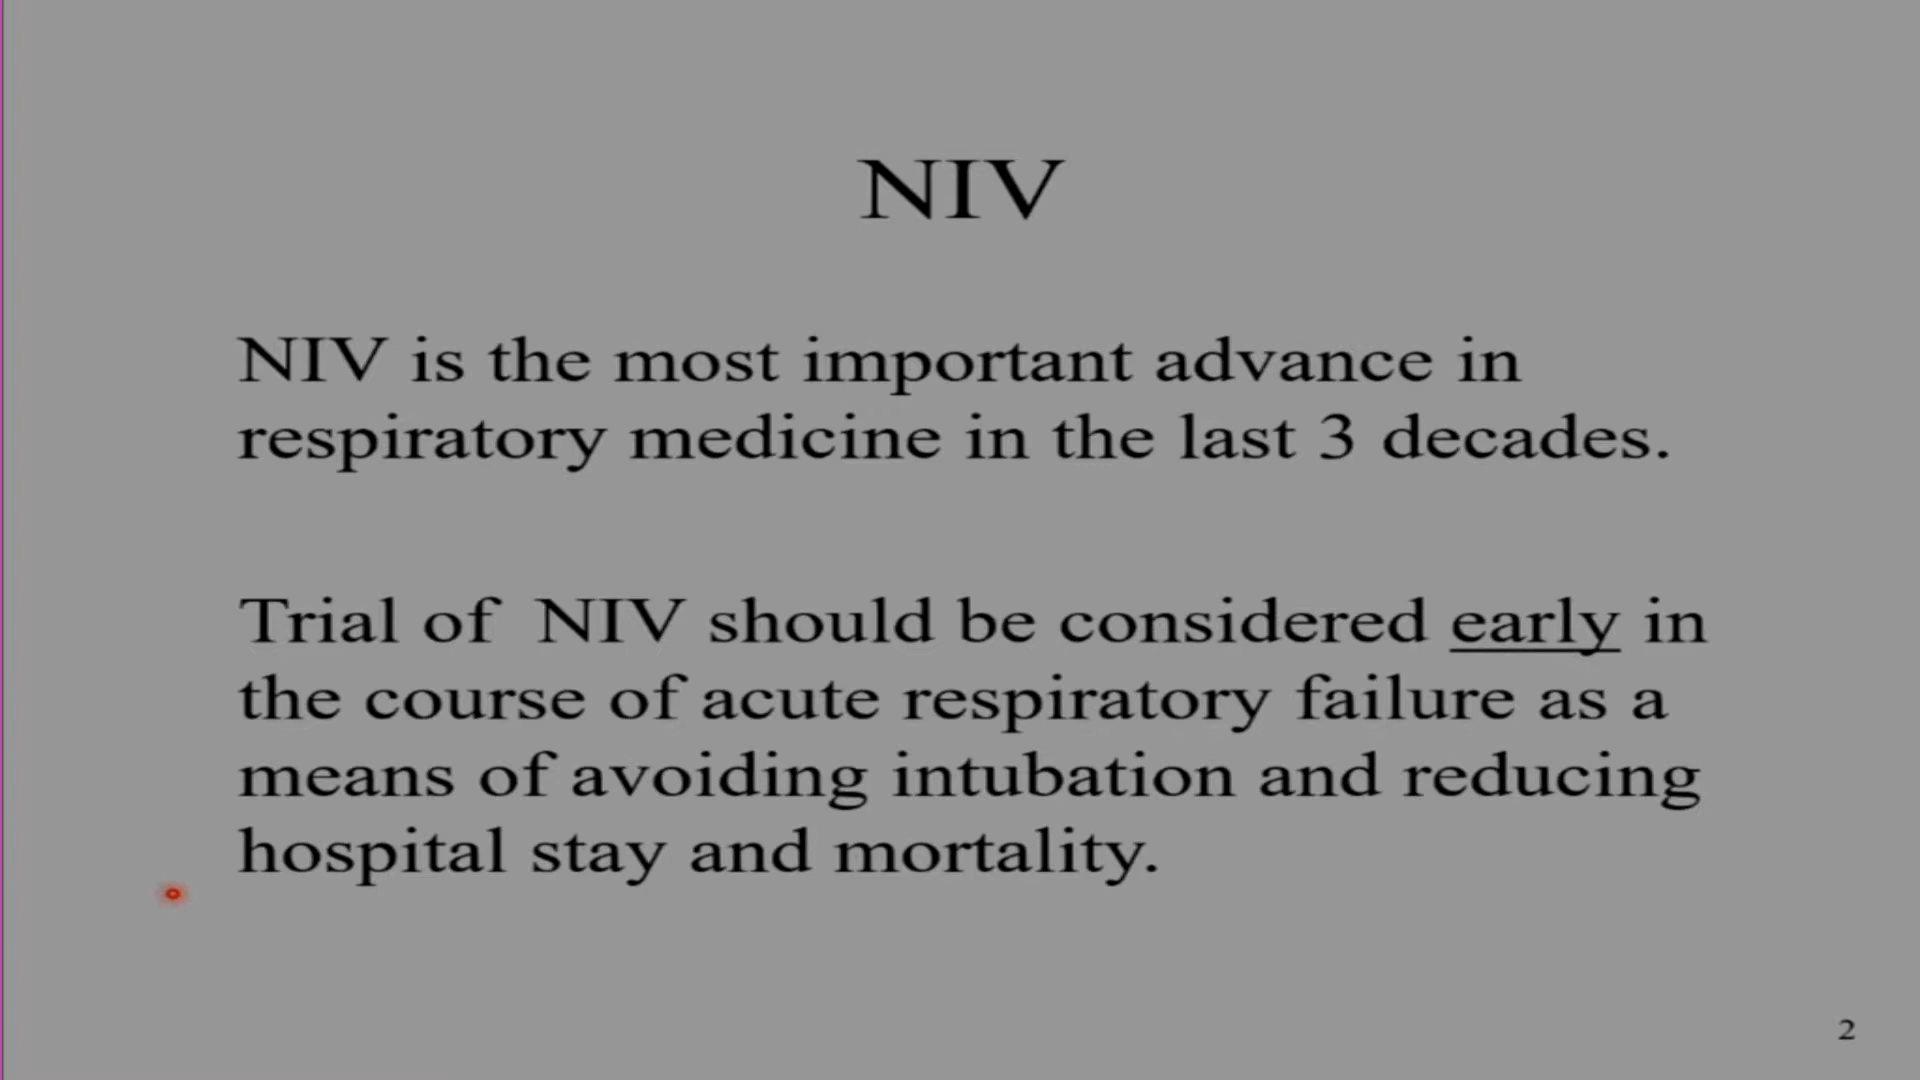 NIV
NIV is the most important advance in
respiratory medicine in the last 3 decades.
Trial of NIV should be considered early in
the course of acute respiratory failure as a
means of avoiding intubation and reducing
hospital stay and mortality.
2